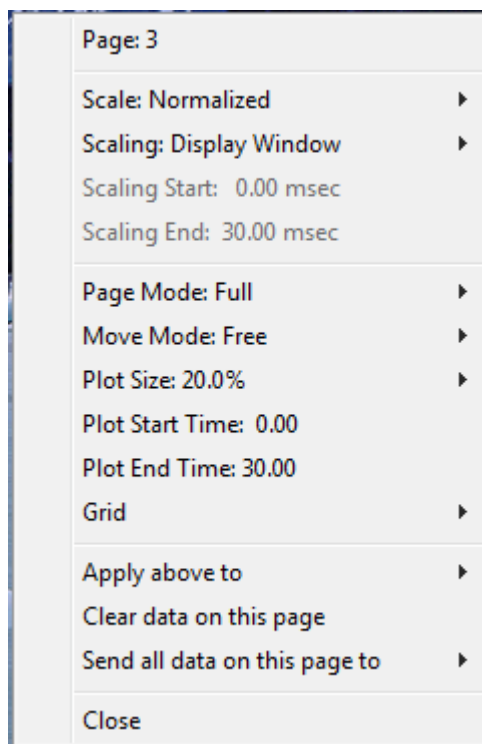 Page: 3
Scale: Normalized
Scaling: Display Window
Scaling Start: 0.00 msec
Scaling End: 30.00 msec
Page Mode: Full
Move Mode: Free
Plot Size: 20.0%
Plot Start Time: 0.00
Plot End Time: 30.00
Grid
Apply above to
Clear data on this page
Send all data on this page to
Close